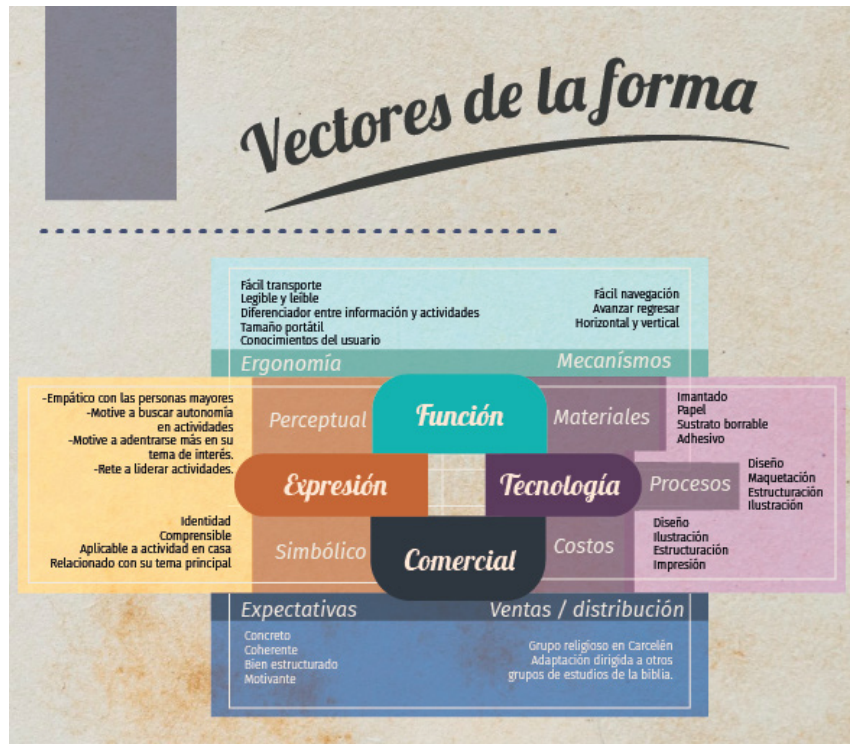 Vectores de la forma
Fácil transporte
Legible y leíble
Diferenciador entre información y actividades
Tamaño portátil
Conocimientos del usuario
Ergonomía
Fácil navegación
Avanzar regresar
Horizontal y vertical
Mecanísmos
-Empático con las personas mayores
-Motive a buscar autonomía
en actividades
-Motive a adentrarse más en su
tema de interés.
-Rete a liderar actividades.
Perceptual
Función
Materiales
Imantado
Papel
Sustrato borrable
Adhesivo
Expresión
Tecnología
Procesos
Diseño
Maquetación
Estructuración
Ilustración
Identidad
Comprensible
Aplicable a actividad en casa
Relacionado con su tema principal
Simbólico
Comercial
Costos
Diseño
Ilustración
Estructuración
Impresión
Expectativas
Concreto
Coherente
Bien estructurado
Motivante
Ventas / distribución
Grupo religioso en Carcelén
Adaptación dirigida a otros
grupos de estudios de la biblia.